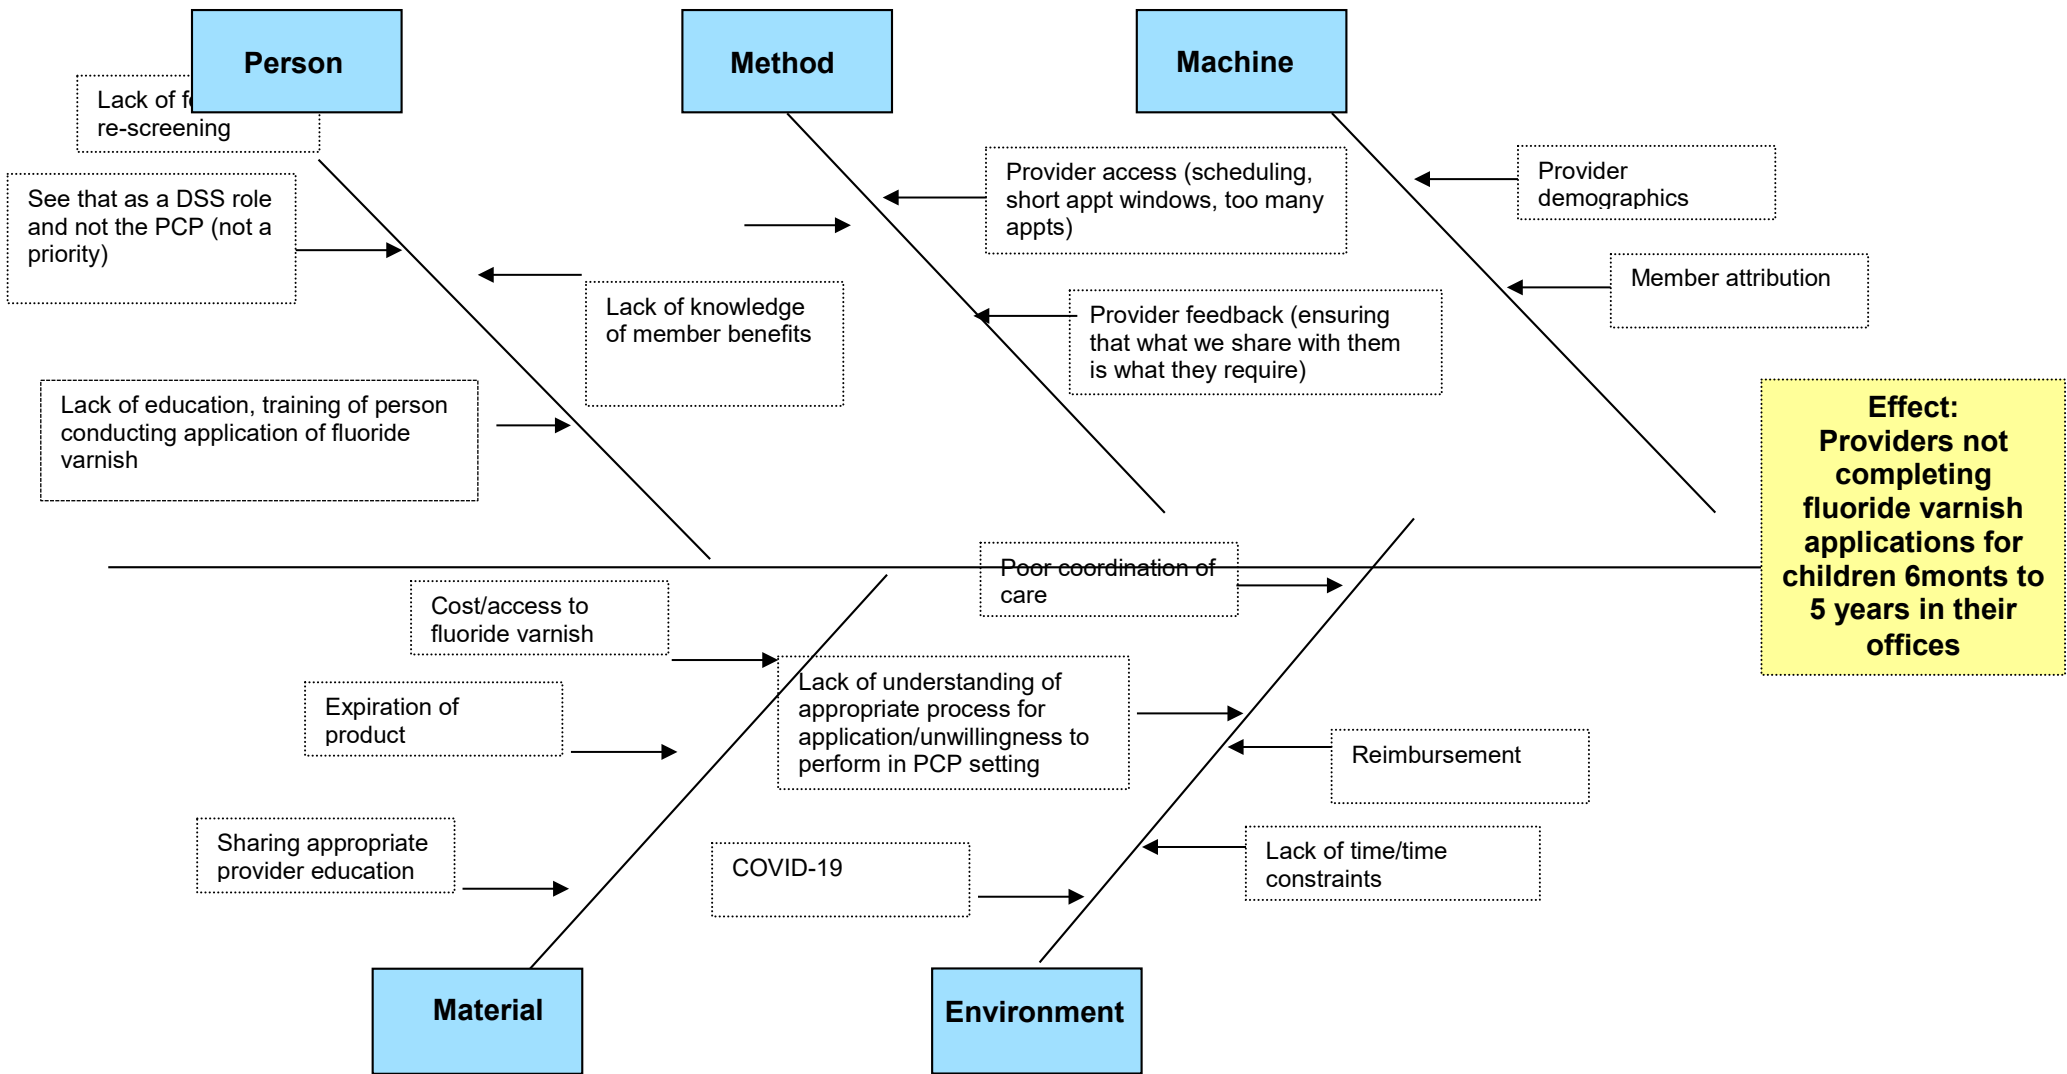 Person
Method
Machine
Lack of
re-screening
See that as a DSS role
and not the PCP (not a
priority)
Lack of knowledge
of member benefits
Lack of education, training of person
conducting application of fluoride
varnish
Provider access (scheduling,
short appt windows, too many
appts)
Provider feedback (ensuring
that what we share with them
is what they require)
Provider
demographics
Member attribution
Effect:
Providers not
completing
fluoride varnish
applications for
children 6monts to
5 years in their
offices
Cost/access to
fluoride varnish
Expiration of
product
Sharing appropriate
provider education
Poor coordination of
care
Lack of understanding of
appropriate process for
application/unwillingness to
perform in PCP setting
COVID-19
Reimbursement
Lack of time/time
constraints
Material
Environment